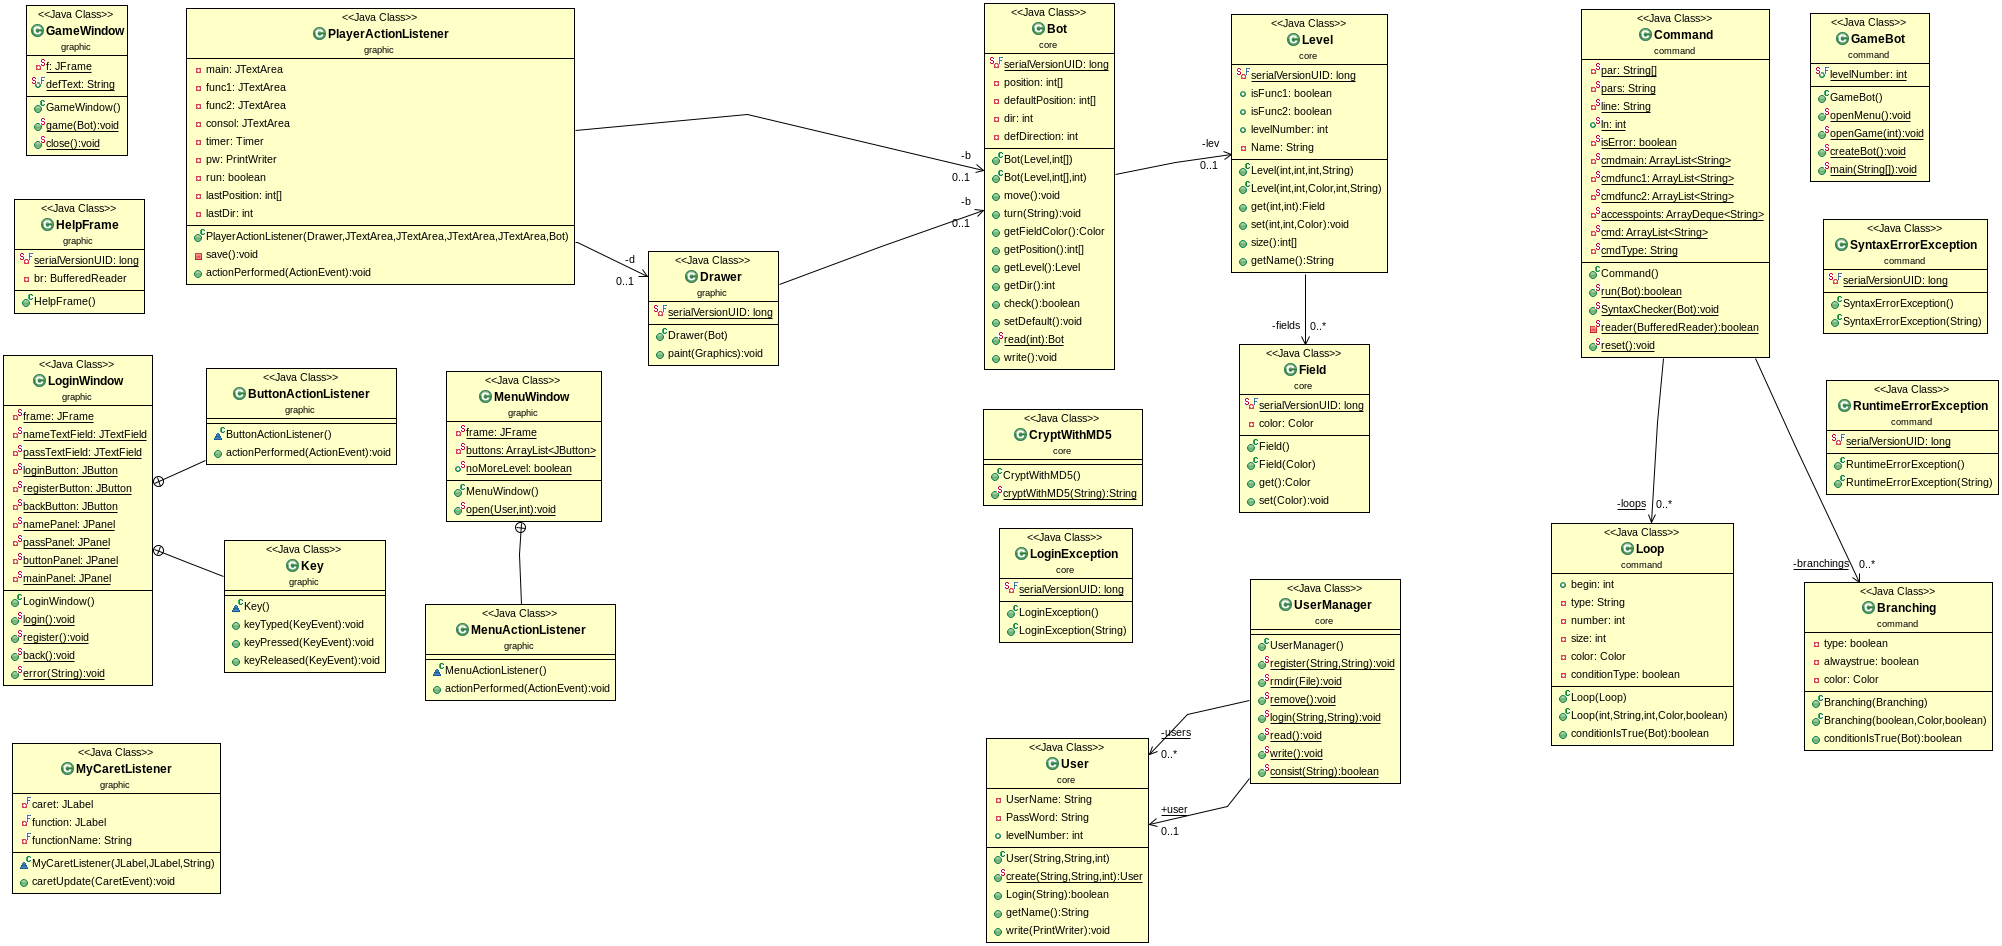 <<Java Class>>
GameWindow
graphic
f: JFrame
defText: String
GameWindow()
game(Bot):void
close():void
<<Java Class>>
PlayerActionListener
graphic
main: JTextArea
func1: JTextArea
func2: JTextArea
consol: JTextArea
timer: Timer
pw: PrintWriter
run: boolean
lastPosition: int[]
lastDir: int
PlayerActionListener(Drawer,JTextArea,JTextArea,JTextArea,JTextArea,Bot)
save():void
actionPerformed(ActionEvent):void
-b
0..1
-b
0..1
-d
0..1
<<Java Class>>
Bot
core
serialVersionUID: long
position: int[]
defaultPosition: int[]
dir: int
defDirection: int
Bot(Level,int[])
Bot(Level,int[],int)
move():void
turn(String):void
getFieldColor():Color
getPosition():int[]
getLevel():Level
getDir():int
check():boolean
setDefault():void
read(int):Bot
write():void
-lev
0..1
<<Java Class>>
Level
core
serialVersionUID: long
isFunc1: boolean
isFunc2: boolean
levelNumber: int
Name: String
Level(int,int,int,String)
Level(int,int,Color,int,String)
get(int,int):Field
set(int,int,Color):void
size():int[]
getName():String
-fields
0..*
<<Java Class>>
Command
command
par: String[]
pars: String
line: String
ln: int
isError: boolean
cmdmain: ArrayList<String>
cmdfunc1: ArrayList<String>
cmdfunc2: ArrayList<String>
accesspoints: ArrayDeque<String>
cmd: ArrayList<String>
cmdType: String
Command()
run(Bot):boolean
SyntaxChecker(Bot):void
reader(BufferedReader):boolean
reset():void
<<Java Class>>
GameBot
command
levelNumber: int
GameBot()
openMenu():void
openGame(int):void
createBot():void
main(String[]):void
<<Java Class>>
HelpFrame
graphic
serialVersionUID: long
br: BufferedReader
HelpFrame()
<<Java Class>>
Drawer
graphic
serialVersionUID: long
Drawer(Bot)
paint(Graphics):void
<<Java Class>>
SyntaxErrorException
command
serialVersionUID: long
SyntaxErrorException()
SyntaxErrorException(String)
<<Java Class>>
LoginWindow
graphic
frame: JFrame
nameTextField: JTextField
passTextField: JTextField
loginButton: JButton
registerButton: JButton
backButton: JButton
namePanel: JPanel
passPanel: JPanel
buttonPanel: JPanel
mainPanel: JPanel
LoginWindow()
login():void
register():void
back():void
error(String):void
<<Java Class>>
ButtonActionListener
graphic
ButtonActionListener()
actionPerformed(ActionEvent):void
<<Java Class>>
MenuWindow
graphic
frame: JFrame
buttons: ArrayList<JButton>
noMoreLevel: boolean
MenuWindow()
open(User,int):void
<<Java Class>>
Field
core
serialVersionUID: long
color: Color
Field()
Field(Color)
get():Color
set(Color):void
<<Java Class>>
RuntimeErrorException
command
serialVersionUID: long
RuntimeErrorException()
RuntimeErrorException(String)
<<Java Class>>
CryptWithMD5
core
CryptWithMD5()
cryptWithMD5(String):String
-loops
0..*
-branchings
0..*
<<Java Class>>
Key
graphic
Key()
keyTyped(KeyEvent):void
keyPressed(KeyEvent):void
keyReleased(KeyEvent):void
<<Java Class>>
MenuActionListener
graphic
MenuActionListener()
actionPerformed(ActionEvent):void
<<Java Class>>
LoginException
core
serialVersionUID: long
LoginException()
LoginException(String)
<<Java Class>>
UserManager
core
UserManager()
register(String,String):void
rmdir(File):void
remove():void
login(String,String):void
read():void
write():void
consist(String):boolean
<<Java Class>>
Loop
command
begin: int
type: String
number: int
size: int
color: Color
conditionType: boolean
Loop(Loop)
Loop(int,String,int,Color,boolean)
conditionIsTrue(Bot):boolean
<<Java Class>>
Branching
command
type: boolean
alwaystrue: boolean
color: Color
Branching(Branching)
Branching(boolean,Color,boolean)
conditionIsTrue(Bot):boolean
<<Java Class>>
MyCaretListener
graphic
caret: JLabel
function: JLabel
functionName: String
MyCaretListener(JLabel,JLabel,String)
caretUpdate(CaretEvent):void
-users
0..*
+user
0..1
<<Java Class>>
User
core
UserName: String
PassWord: String
levelNumber: int
User(String,String,int)
create(String,String,int):User
Login(String):boolean
getName():String
write(PrintWriter):void